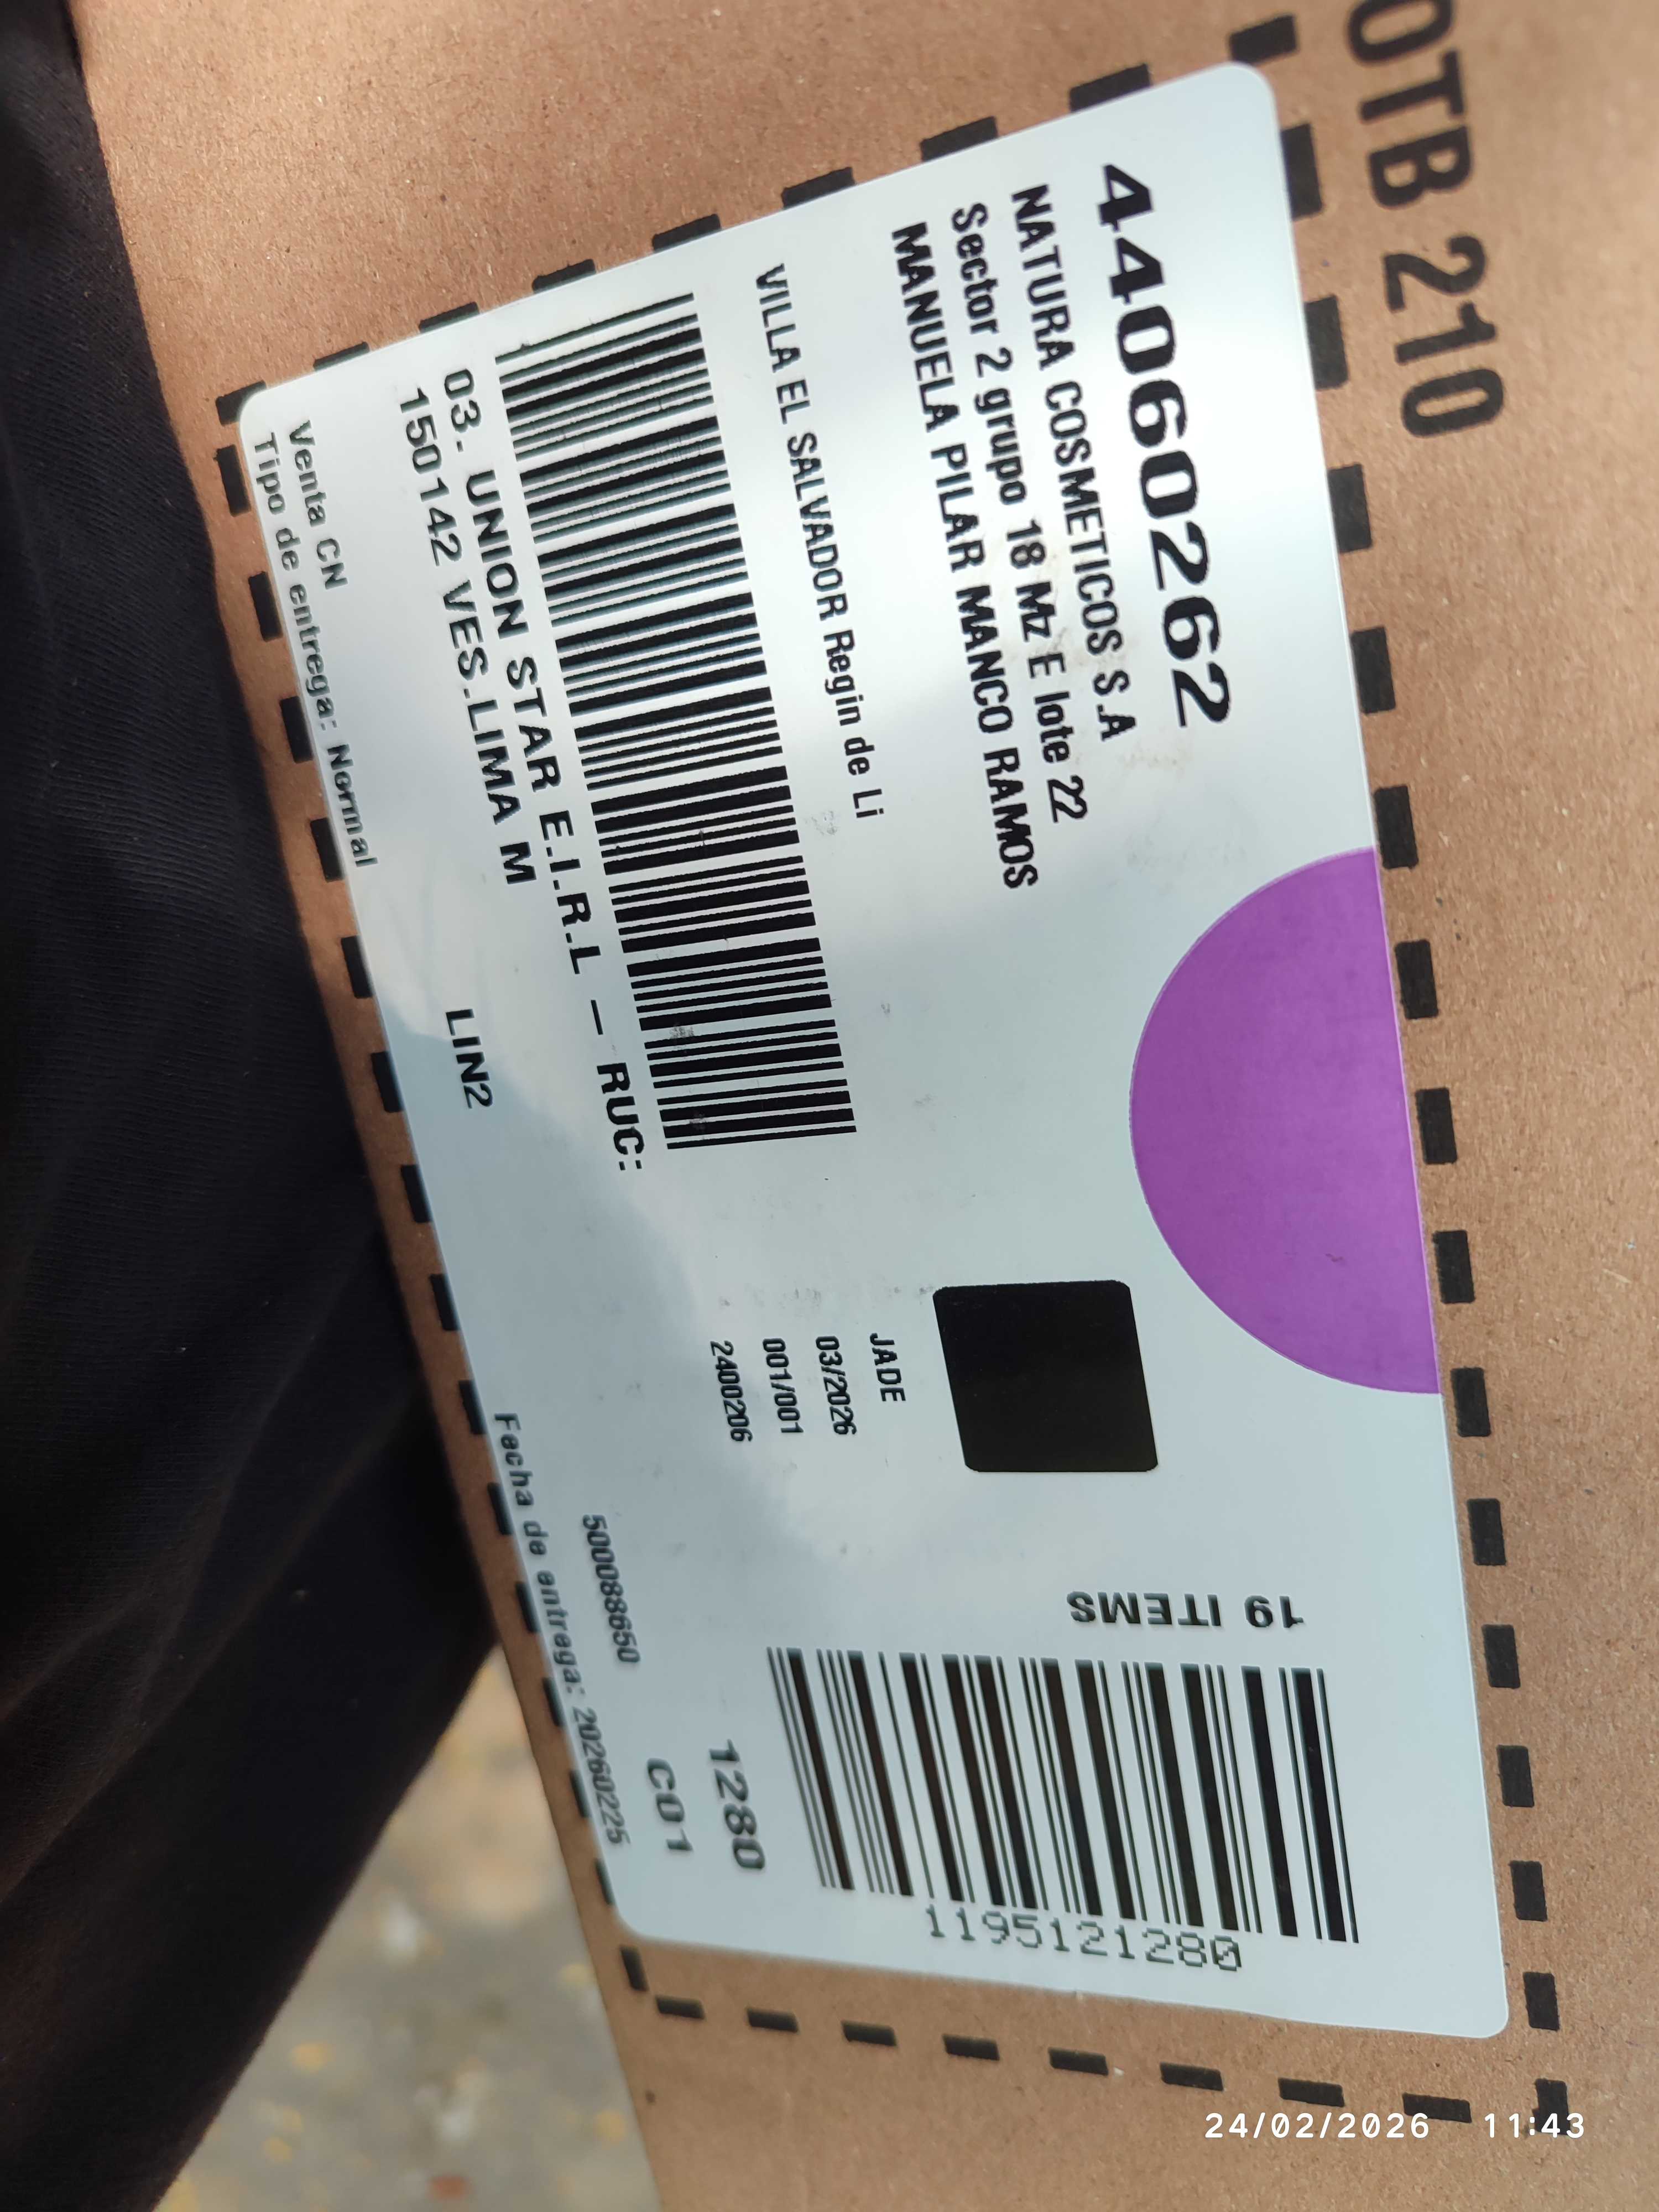 OTB 210
44060262
NATURA COSMETICOS S.A
Sector 2 grupo 18 Mz E lote 22
MANUELA PILAR MANCO RAMOS
VILLA EL SALVADOR Regin de Li
03. UNION STAR E.I.R.L – RUC:
150142 VES.LIMA M
LIN2
Venta CN
Tipo de entrega: Normal
JADE
03/2026
001/001
2400206
19 ITEMS
1195121280
1280
C01
500088650
Fecha de entrega: 20260225
24/02/2026 11:43